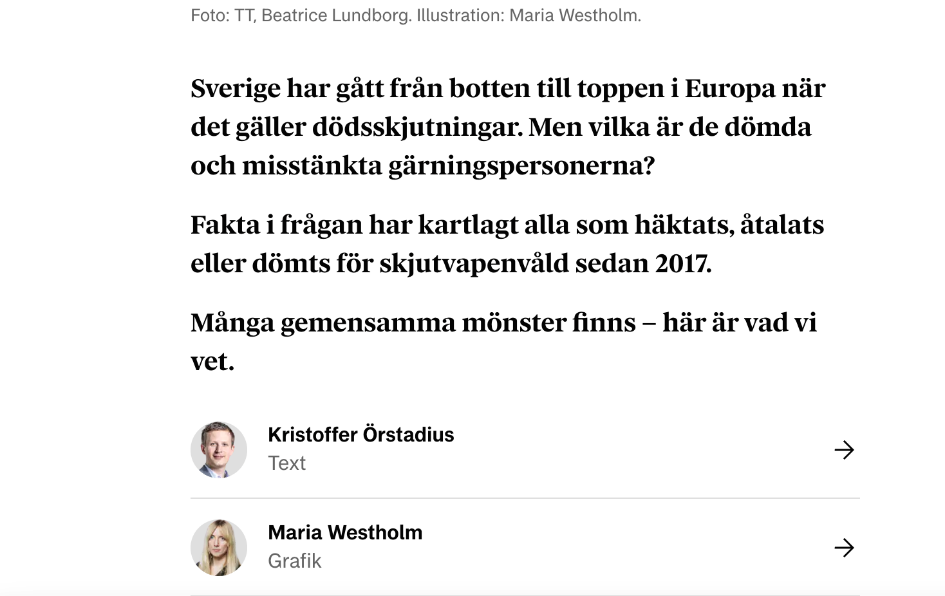 Foto: TT, Beatrice Lundborg. Illustration: Maria Westholm.
Sverige har gått från botten till toppen i Europa när
det gäller dödsskjutningar. Men vilka är de dömda
och misstänkta gärningspersonerna?
Fakta i frågan har kartlagt alla som häktats, åtalats
eller dömts för skjutvapenvåld sedan 2017.
Många gemensamma mönster finns – här är vad vi
vet.
Kristoffer Örstadius
Text
Maria Westholm
Grafik